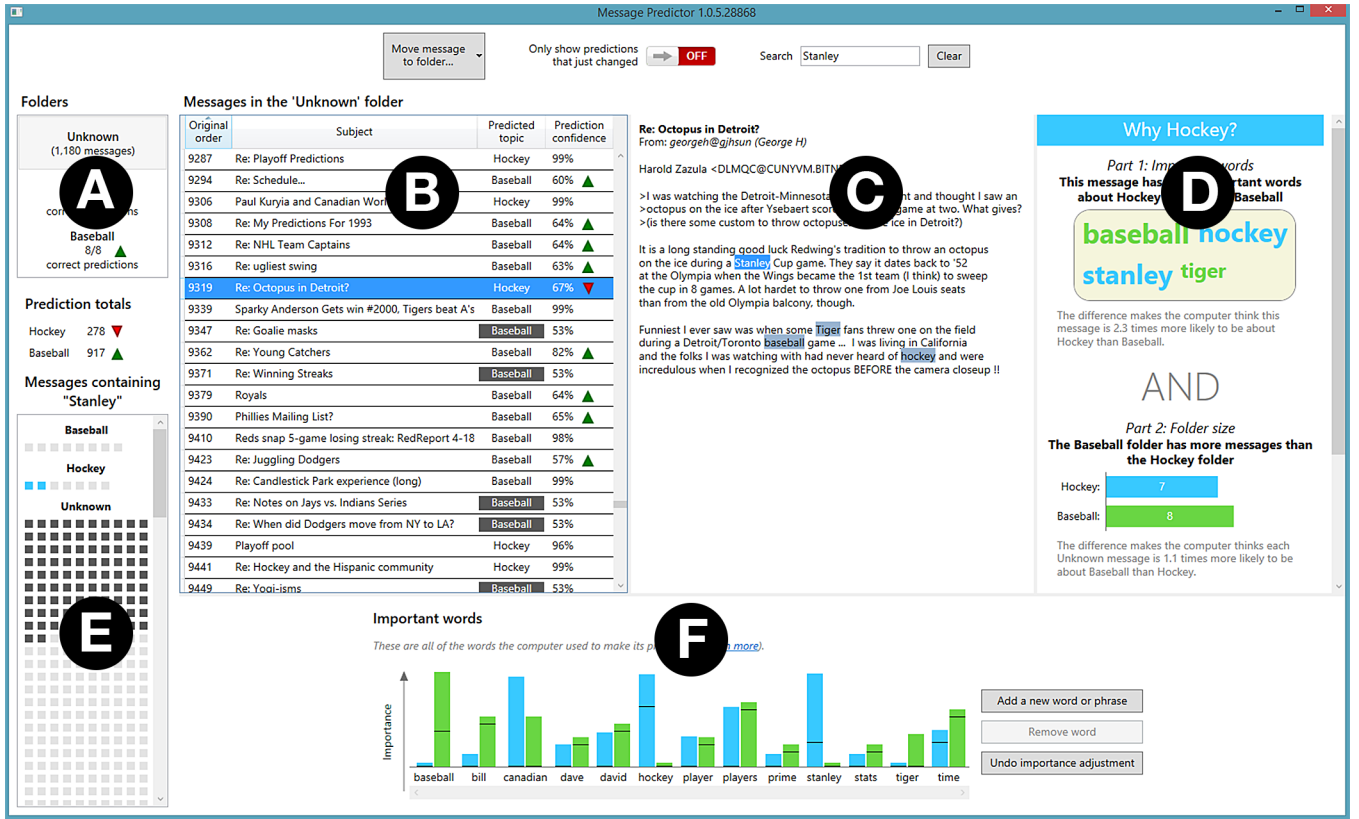 Message Predictor 1.0.5.28868
Move message
to folder...
Only show predictions
that just changed
OFF
Search
Stanley
Clear
Folders
Unknown
(1,180 messages)
A
correct predictions
Baseball
8/8
correct predictions
Prediction totals
Hockey 278
Baseball 917
Messages containing
"Stanley"
Baseball
Hockey
Unknown
E
Messages in the 'Unknown' folder
Original
order
Subject
Predicted
topic
Prediction
confidence
9287 Re: Playoff Predictions Hockey 99%
9294 Re: Schedule... Baseball 60%
9306 Paul Kuryia and Canadian Hockey 99%
9308 Re: My Predictions For 1993 Baseball 64%
9312 Re: NHL Team Captains Baseball 64%
9316 Re: ugliest swing Baseball 63%
9319 Re: Octopus in Detroit? Hockey 67%
9339 Sparky Anderson Gets win #2000, Tigers beat A's Baseball 99%
9347 Re: Goalie masks Baseball 53%
9362 Re: Young Catchers Baseball 82%
9371 Re: Winning Streaks Baseball 53%
9379 Royals Baseball 64%
9390 Phillies Mailing List? Baseball 65%
9410 Reds snap 5-game losing streak: RedReport 4-18 Baseball 98%
9423 Re: Juggling Dodgers Baseball 57%
9424 Re: Candlestick Park experience (long) Baseball 99%
9433 Re: Notes on Jays vs. Indians Series Baseball 53%
9434 Re: When did Dodgers move from NY to LA? Baseball 53%
9439 Playoff pool Hockey 96%
9441 Re: Hockey and the Hispanic community Hockey 99%
9449 Re: Yogi-isms Baseball 53%
B
Re: Octopus in Detroit?
From: georgeh@gjhsun (George H)
Harold Zazula <DLMQC@CUNYVM.BITN
>I was watching the Detroit-Minnesota and thought I saw an
>octopus on the ice after Ysebaert game at two. What gives?
>(is there some custom to throw ice in Detroit?)
It is a long standing good luck Redwing's tradition to throw an octopus
on the ice during a Stanley Cup game. They say it dates back to '52
at the Olympia when the Wings became the 1st team (I think) to sweep
the cup in 8 games. A lot hardet to throw one from Joe Louis seats
than from the old Olympia balcony, though.
Funniest I ever saw was when some Tiger fans threw one on the field
during a Detroit/Toronto baseball game ... I was living in California
and the folks I was watching with had never heard of hockey and were
incredulous when I recognized the octopus BEFORE the camera closeup !!
C
Why Hockey?
Part 1: words
This message has words
about Hockey Baseball
D
baseball hockey
stanley tiger
The difference makes the computer think this
message is 2.3 times more likely to be about
Hockey than Baseball.
AND
Part 2: Folder size
The Baseball folder has more messages than
the Hockey folder
Hockey: 7
Baseball: 8
The difference makes the computer thinks each
Unknown message is 1.1 times more likely to be
about Baseball than Hockey.
Important words
These are all of the words the computer used to make its more).
F
Importance
baseball bill canadian dave david hockey player players prime stanley stats tiger time
Add a new word or phrase
Remove word
Undo importance adjustment